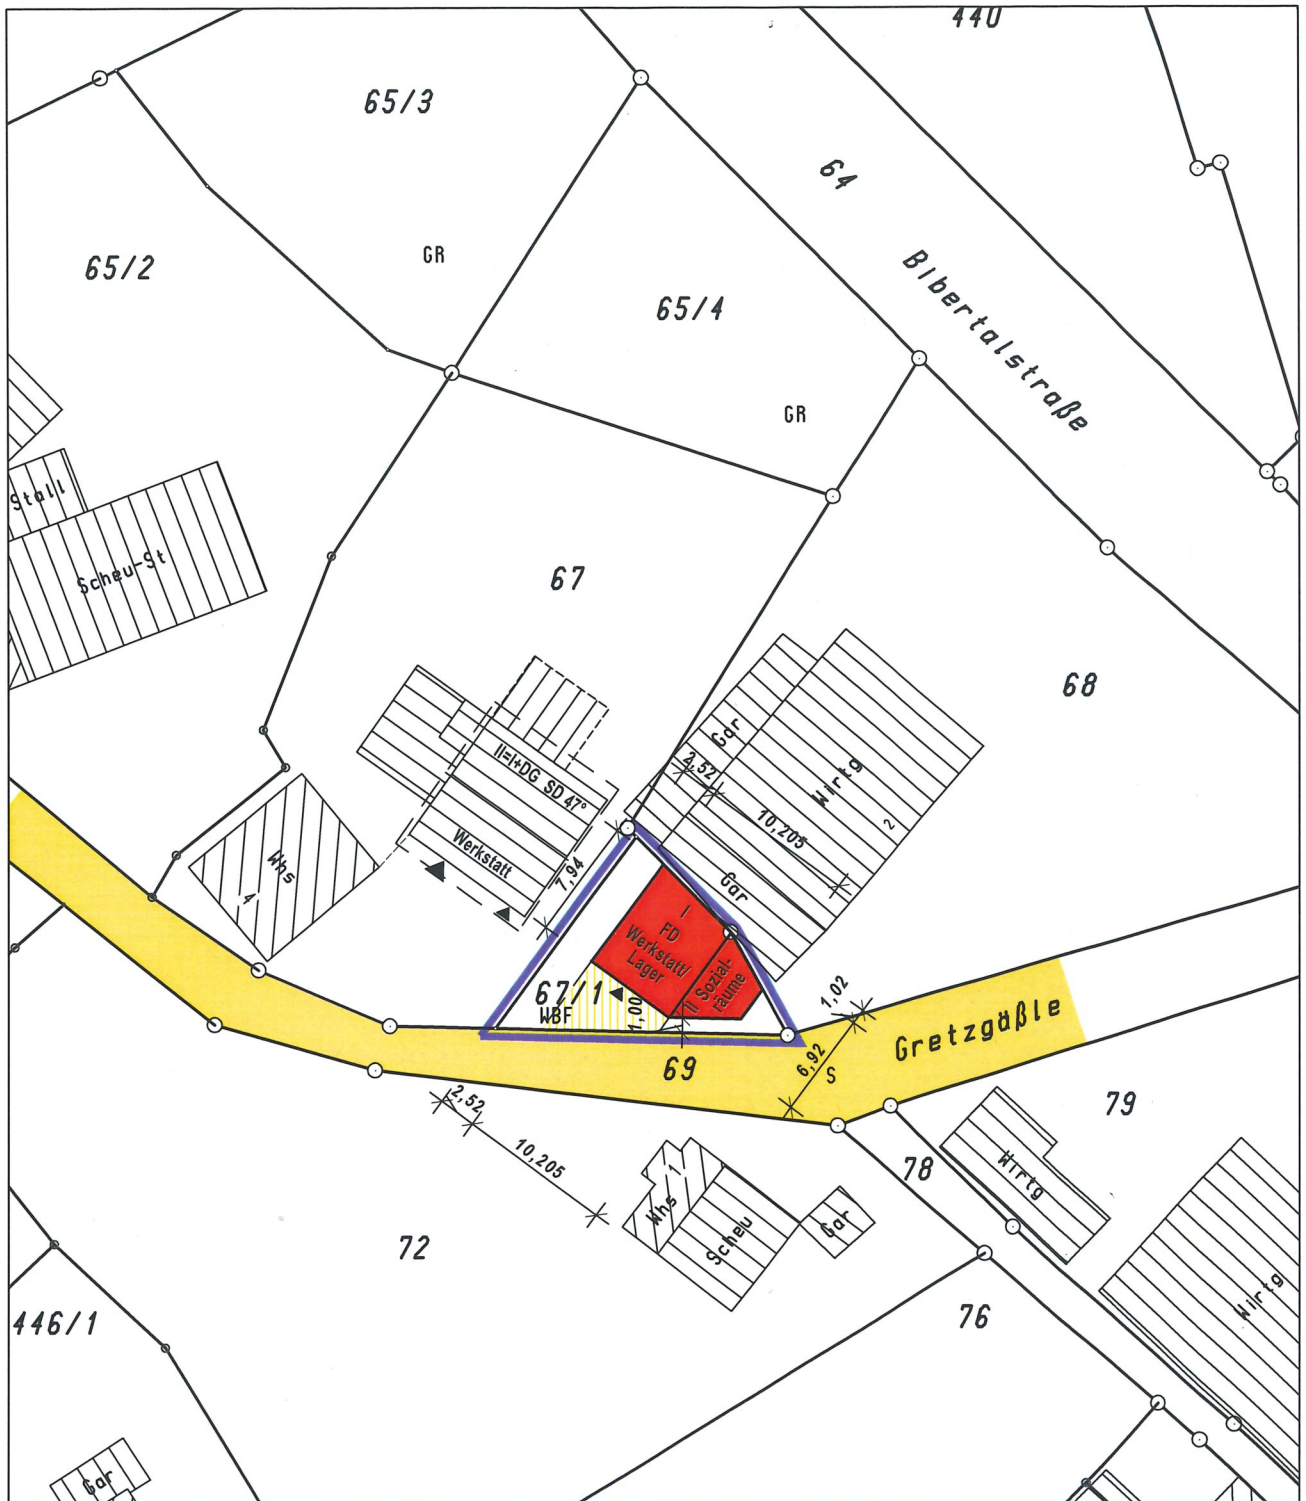 440
65/3
64
GR
65/2
Bibertalstraße
65/4
GR
Stall
Scheu-St
67
68
Gar
II=I+DG SD 47°
2,52
Wirtg
2
10,205
Werkstatt
Whs
4
7,94
Gar
I
FD
Werkstatt/
Lager
II Sozial-
räume
67/1
WBF
1,00
1,02
Gretzgäßle
6,92
S
69
79
2,52
10,205
78
Wirtg
Whs
1
Scheu
Gar
72
76
Wirtg
446/1
Gar